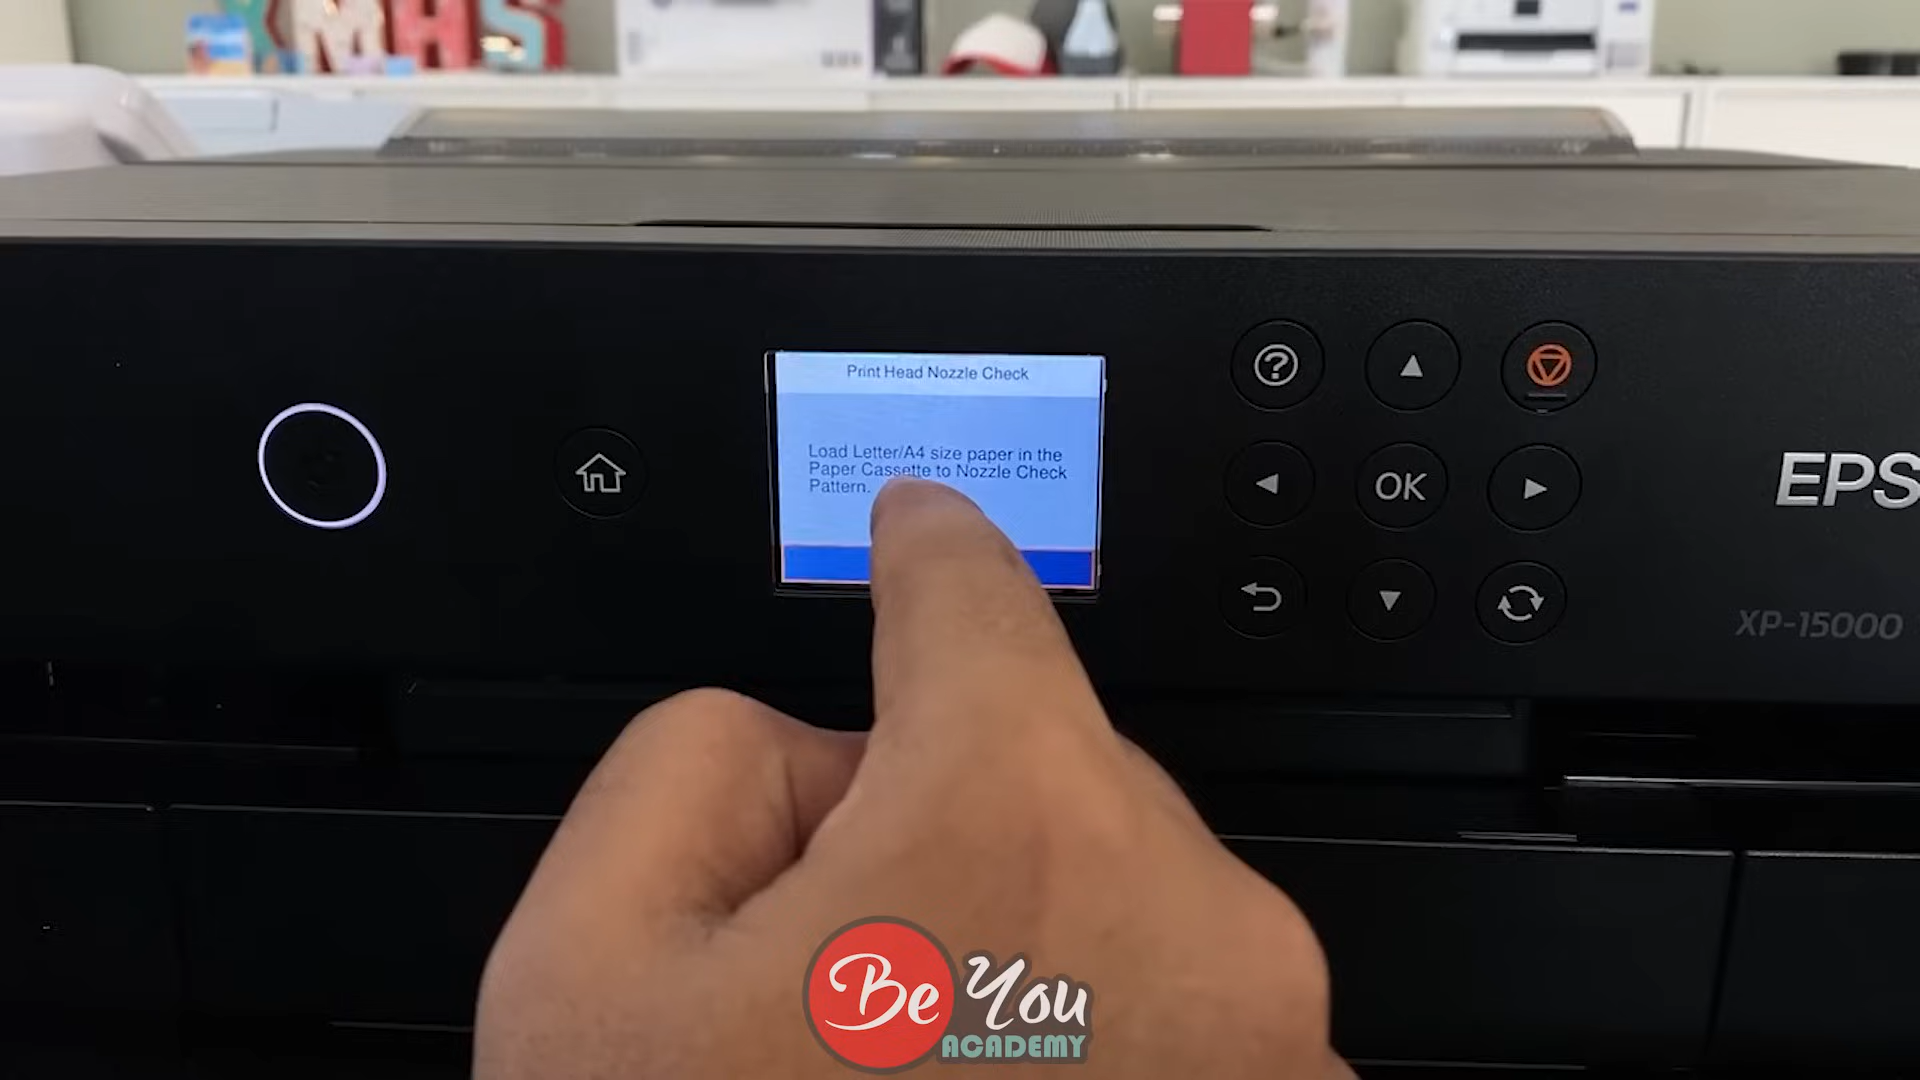 XMAS
Print Head Nozzle Check
Load Letter/A4 size paper in the
Paper Cassette to Nozzle Check
Pattern.
OK
EPS
XP-15000
Be You
ACADEMY